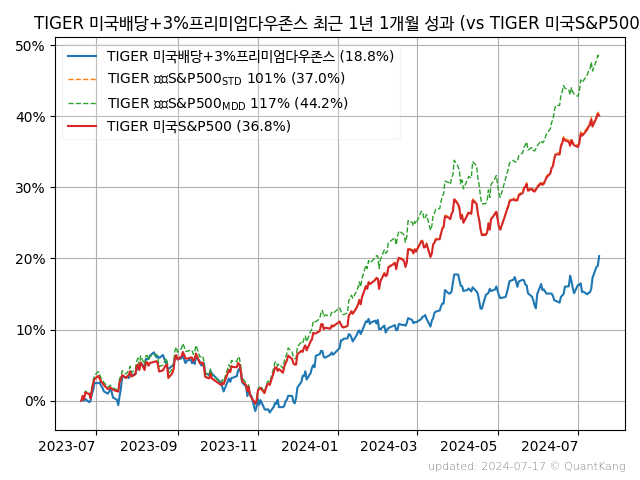 TIGER 미국배당+3%프리미엄다우존스 최근 1년 1개월 성과 (vs TIGER 미국S&P500
50%
40%
30%
20%
10%
0%
TIGER 미국배당+3%프리미엄다우존스 (18.8%)
TIGER S&P500STD 101% (37.0%)
TIGER S&P500MDD 117% (44.2%)
TIGER 미국S&P500 (36.8%)
2023-07 2023-09 2023-11 2024-01 2024-03 2024-05 2024-07
updated: 2024-07-17 © QuantKang